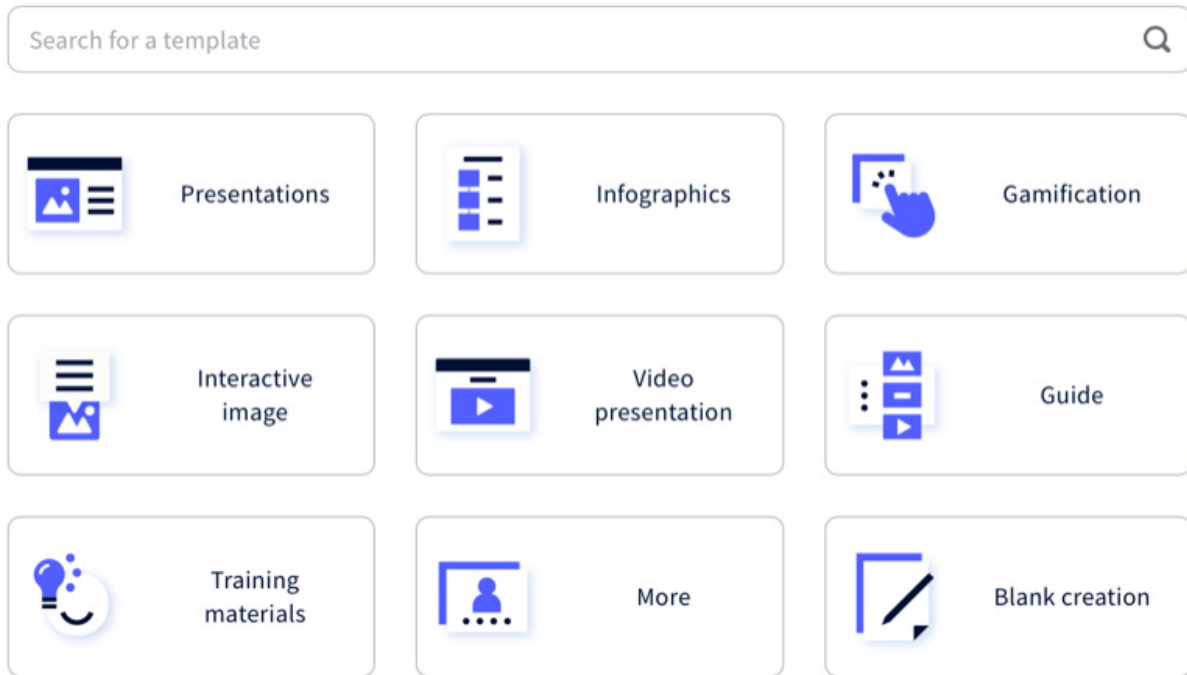 Search for a template
Presentations
Infographics
Gamification
Interactive
image
Video
presentation
Guide
Training
materials
More
Blank creation